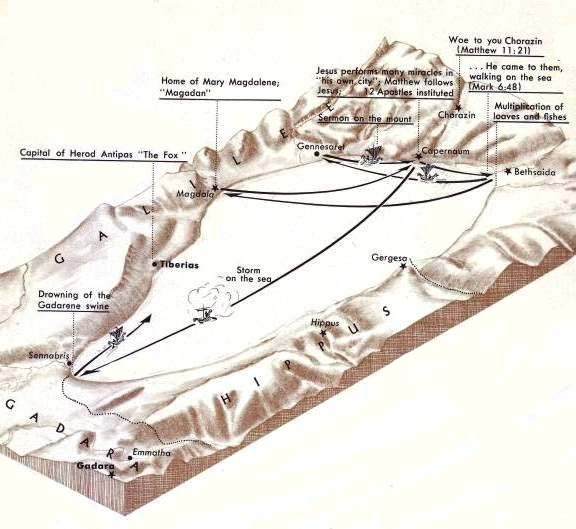 Woe to you Chorazin
(Matthew 11:21)
. . . He came to them,
walking on the sea
(Mark 6:48)
Jesus performs many miracles in
"his own city"; Matthew follows
Jesus; 12 Apostles instituted
Home of Mary Magdolene;
"Magadan"
Multiplication of
loaves and fishes
Sermon on the mount
Chorazin
Gennesaret
Capernaum
Capital of Herod Antipas "The Fox "
Bethsaida
Magdala
GALILEE
Tiberias
Gergesa
Storm
on the sea
Drowning of the
Gadarene swine
Hippus
HIPPUS
Sennabris
GADARA
Emmatha
Gadara